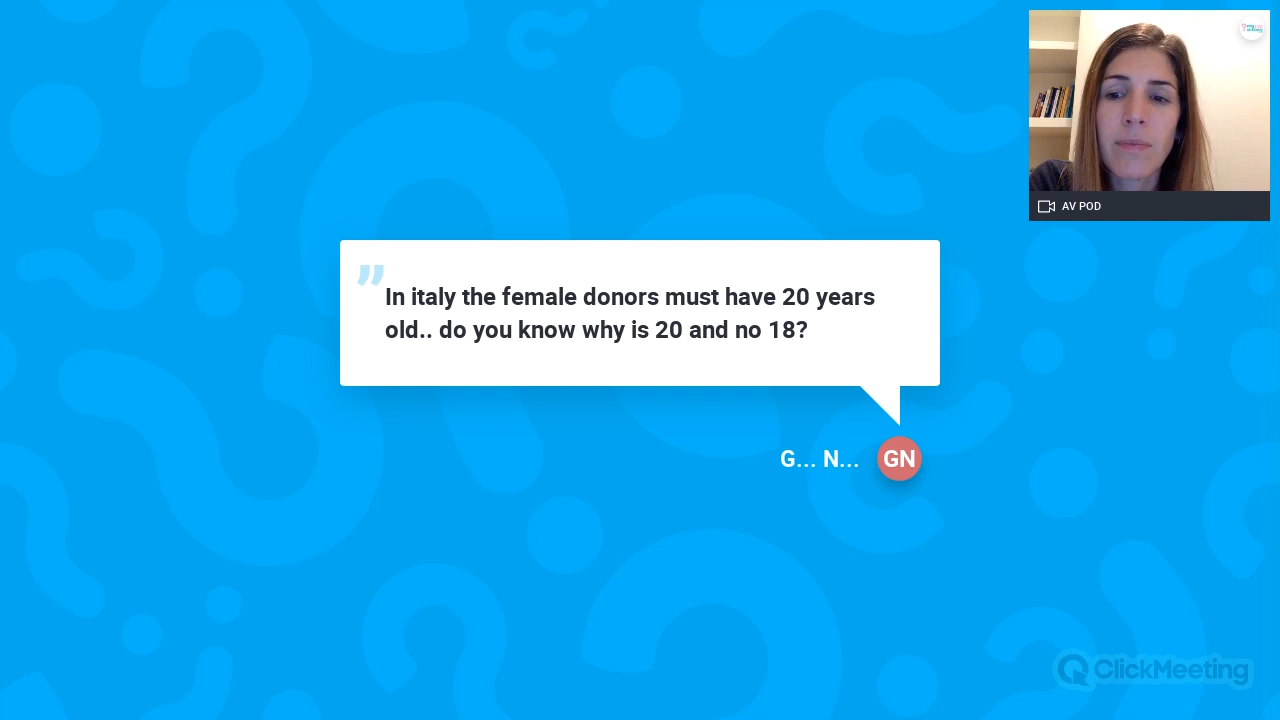 AV POD
”
In italy the female donors must have 20 years
old.. do you know why is 20 and no 18?
G... N...
GN
ClickMeeting